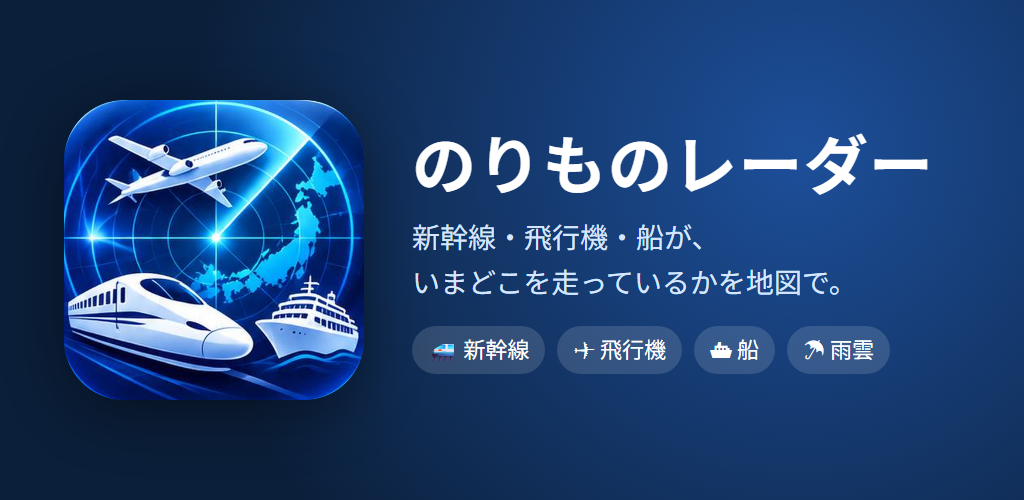 のりものレーダー
新幹線・飛行機・船が、
いまどこを走っているかを地図で。
🚅 新幹線 ✈ 飛行機 🚢 船 ☂ 雨雲